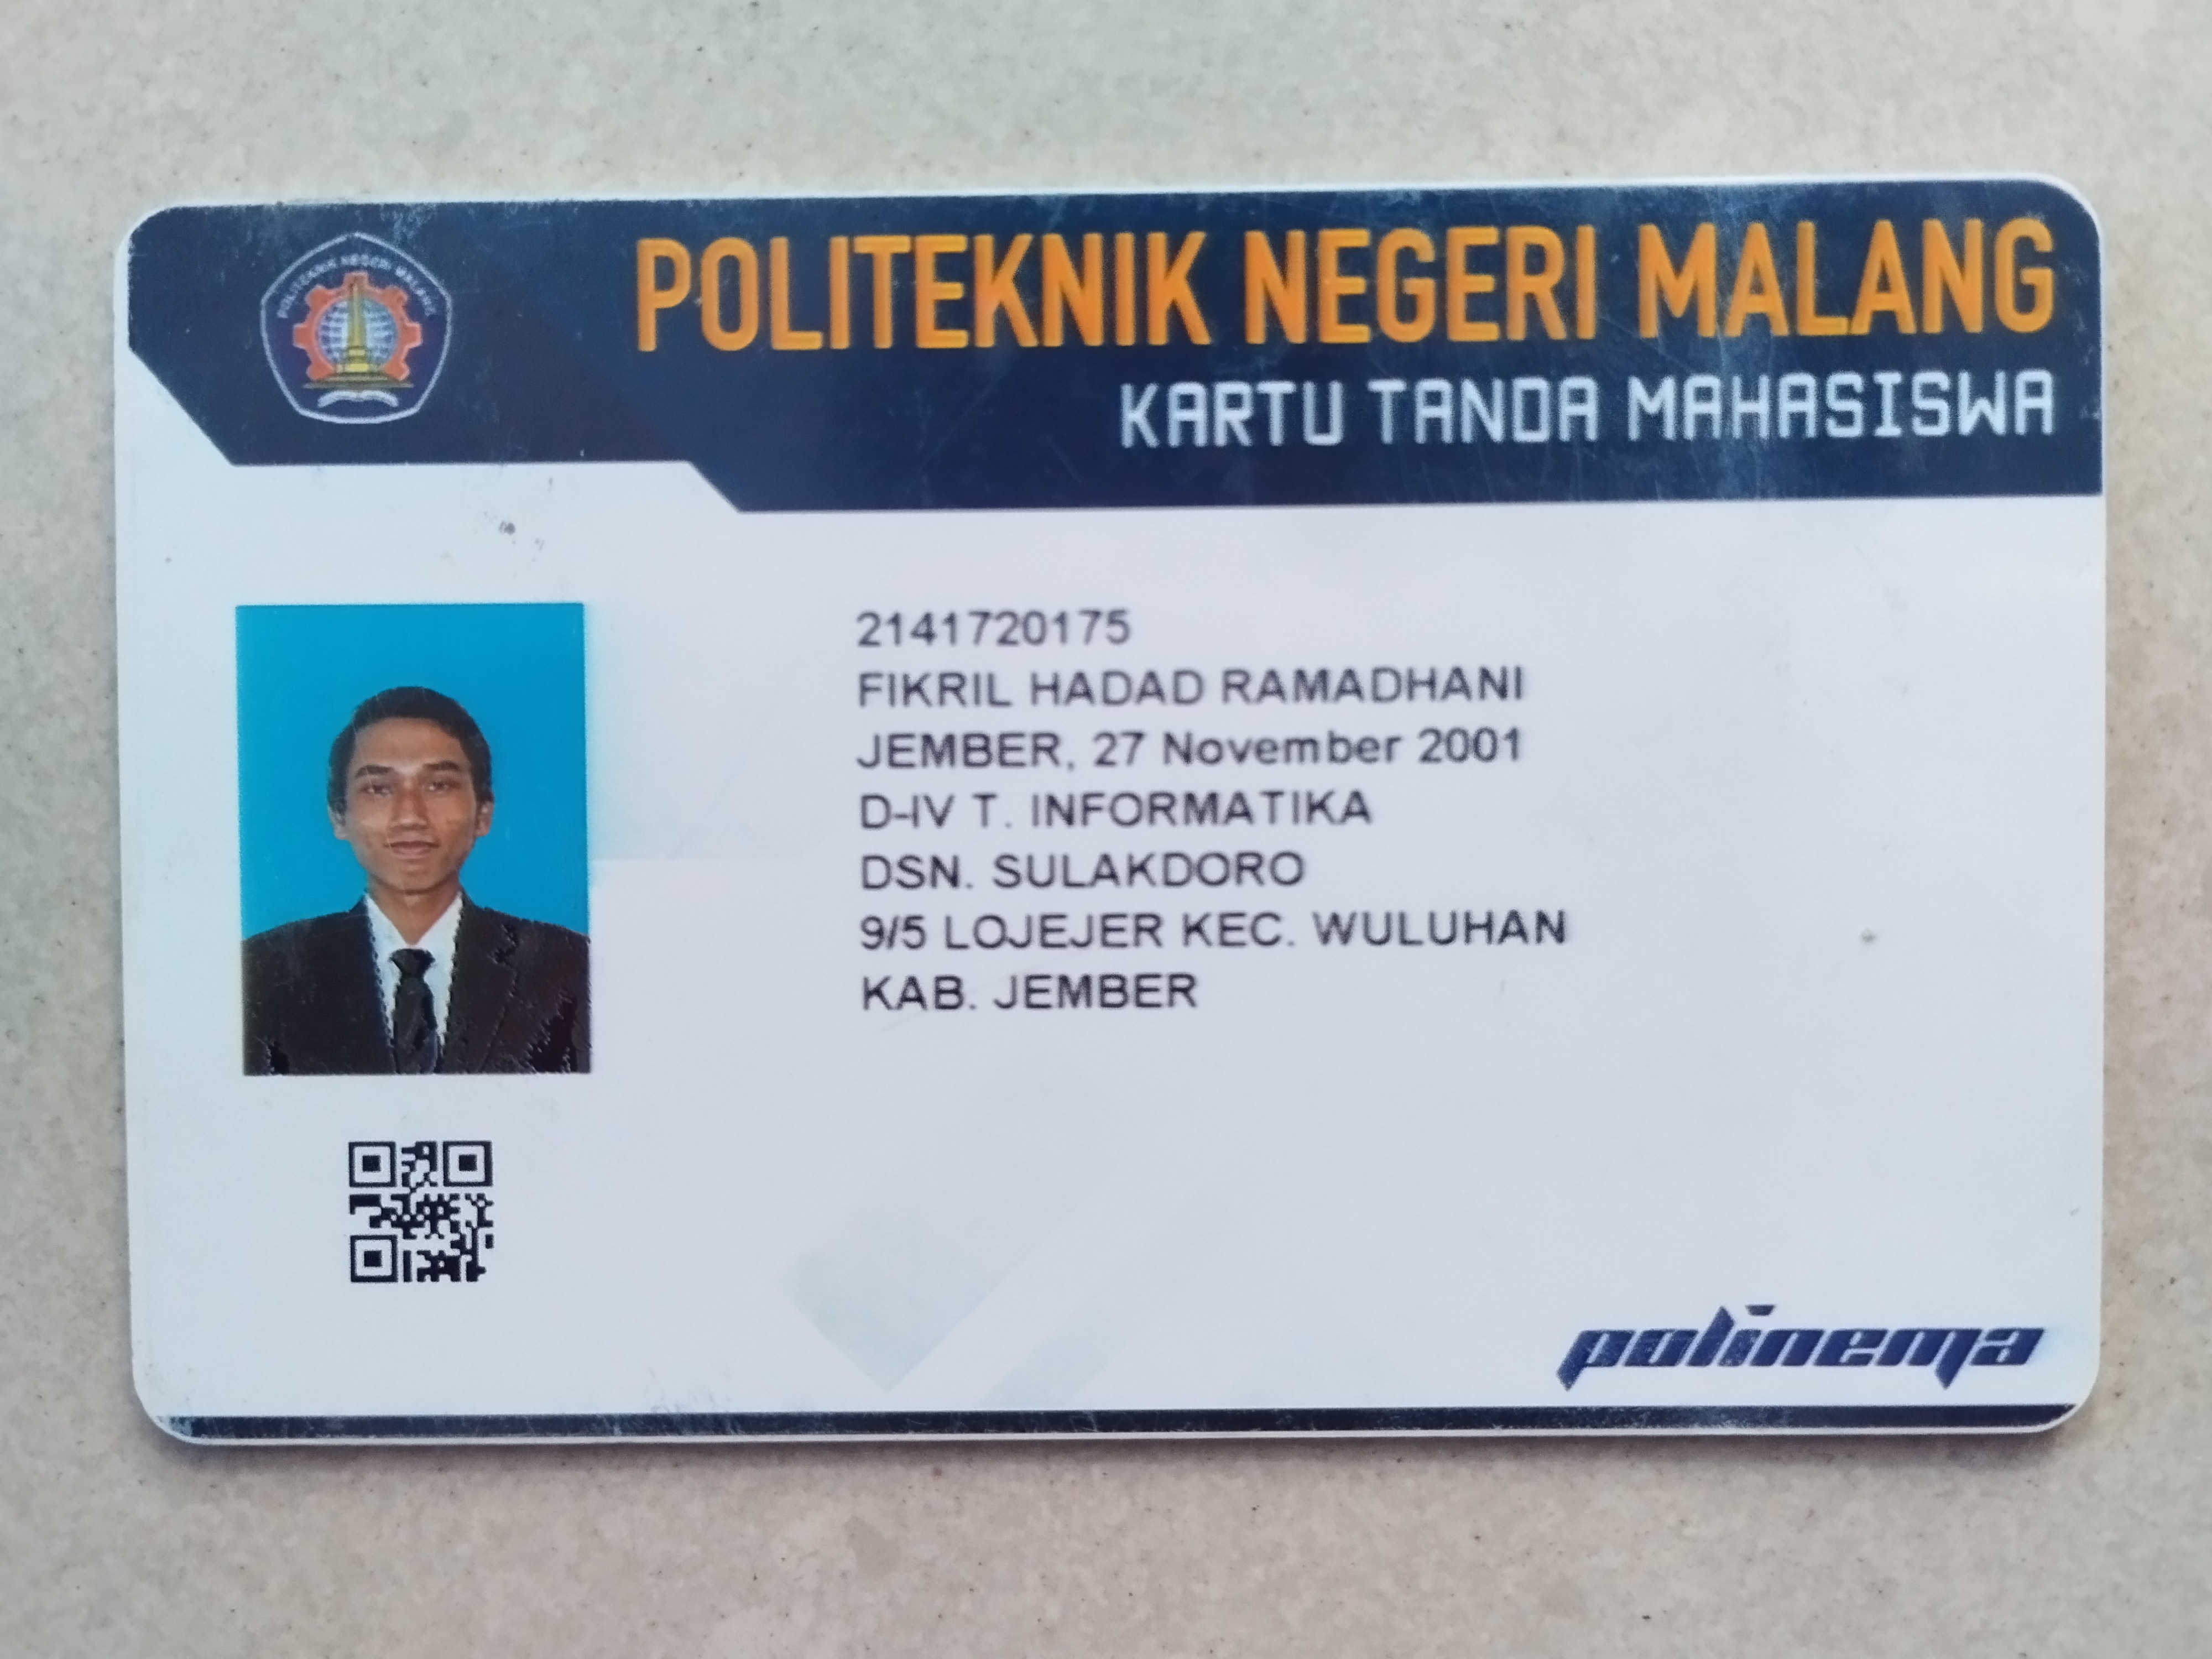 POLITEKNIK NEGERI MALANG
POLITEKNIK NEGERI MALANG
KARTU TANDA MAHASISWA
2141720175
FIKRIL HADAD RAMADHANI
JEMBER, 27 November 2001
D-IV T. INFORMATIKA
DSN. SULAKDORO
9/5 LOJEJER KEC. WULUHAN
KAB. JEMBER
polinema